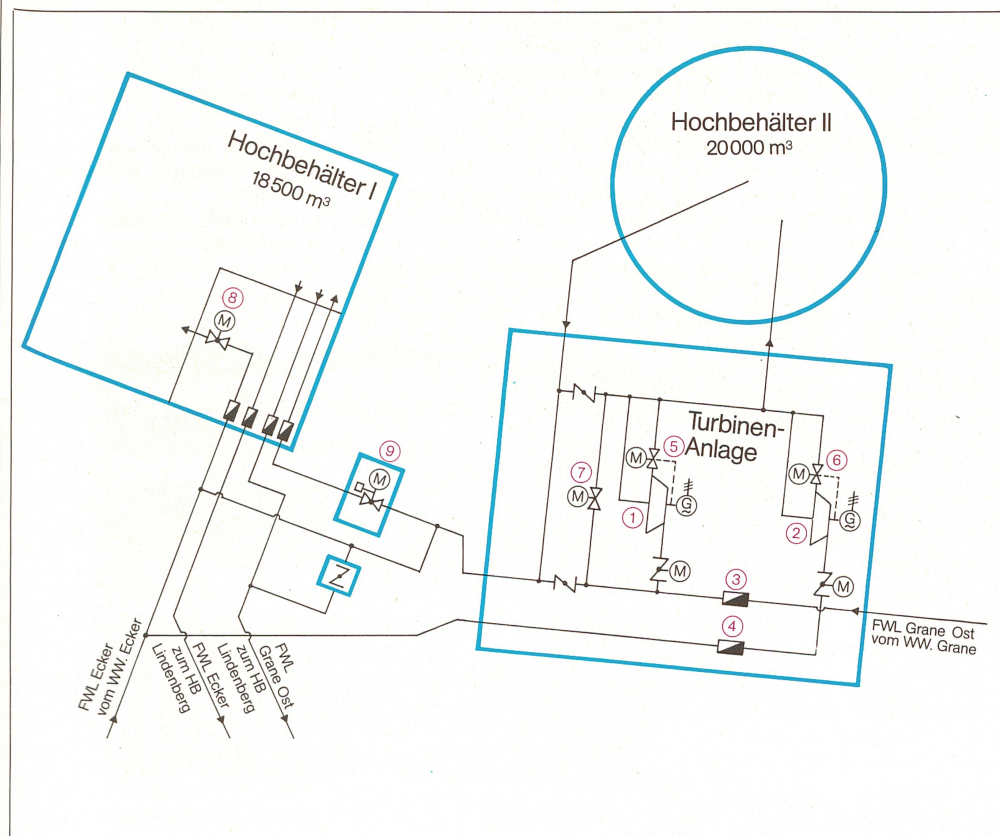 Hochbehälter I
18 500 m³
Hochbehälter II
20 000 m³
8
M
Turbinen-
Anlage
9
M
5
M
6
M
7
M
G
1
G
2
M
M
3
4
FWL Grane Ost
vom WW. Grane
FWL Ecker
vom WW. Ecker
FWL Ecker
zum HB
Lindenberg
FWL
Grane Ost
zum HB
Lindenberg